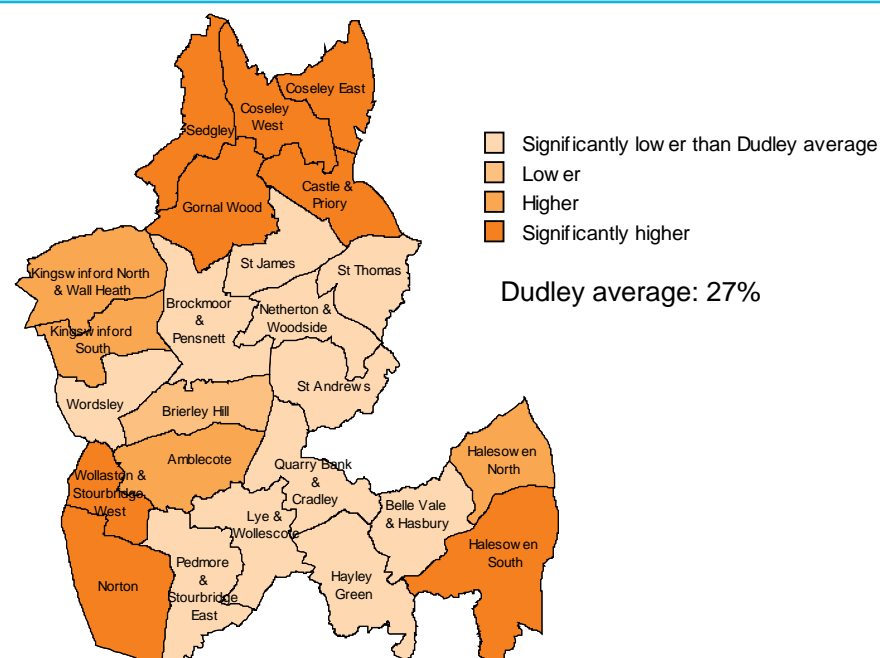 Coseley East
Coseley
West
Sedgley
Castle &
Priory
Gornal Wood
St James
St Thomas
Kingswinford North
& Wall Heath
Brockmoor
&
Pensnett
Netherton &
Woodside
Kingswinford
South
St Andrews
Wordsley
Brierley Hill
Amblecote
Halesowen
North
Wollaston &
Stourbridge
West
Quarry Bank
&
Cradley
Belle Vale
& Hasbury
Lye &
Wollescote
Halesowen
South
Pedmore
&
Stourbridge
East
Hayley
Green
Norton
Significantly lower than Dudley average
Lower
Higher
Significantly higher
Dudley average: 27%